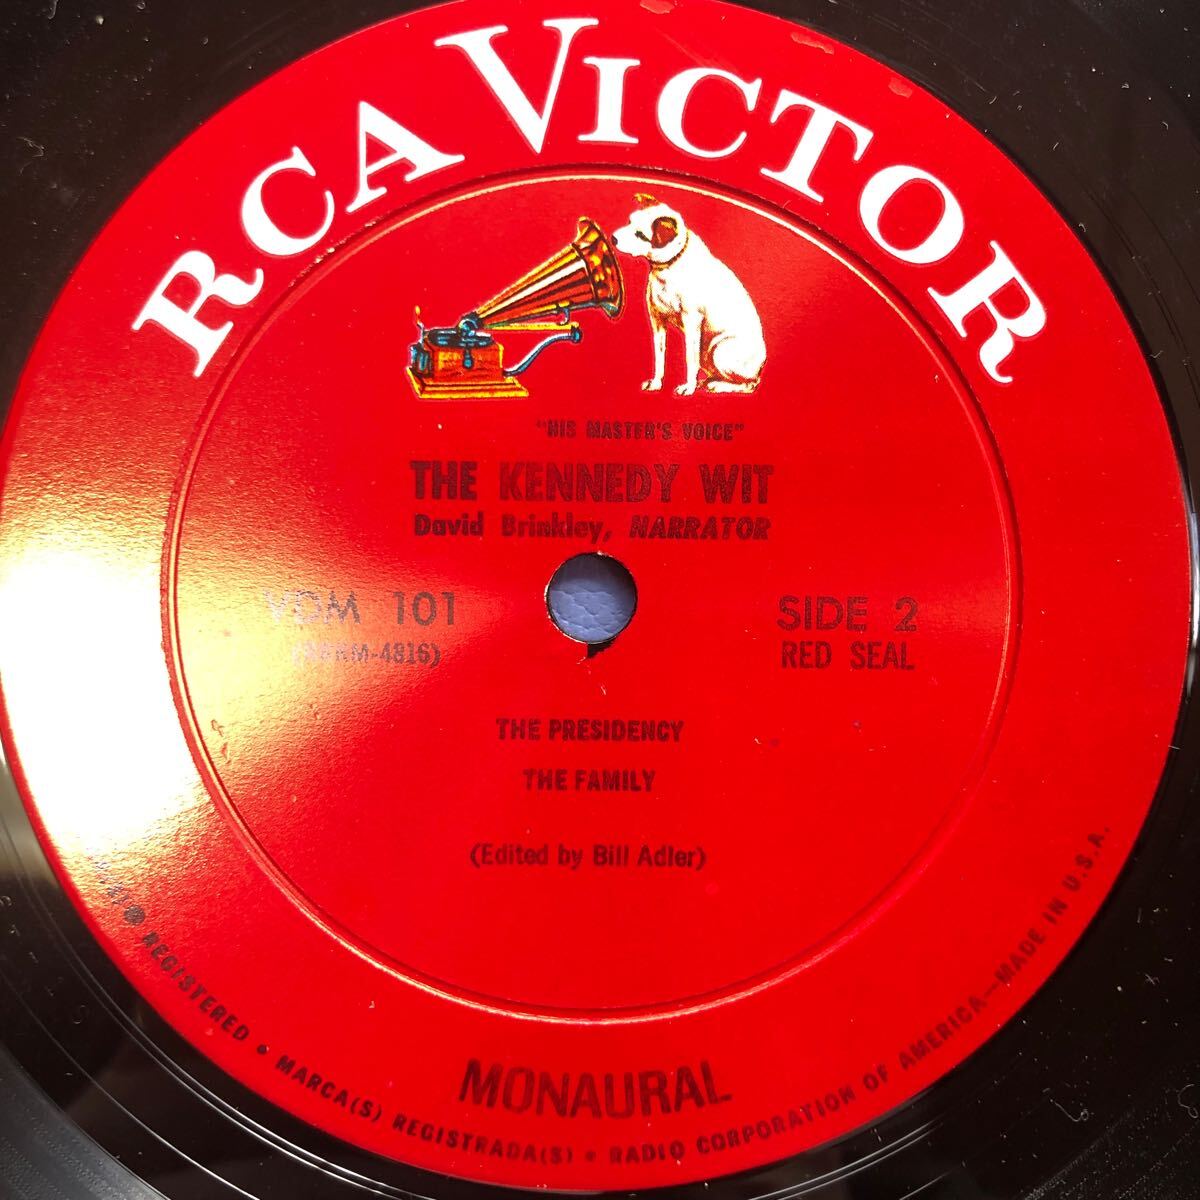 RCA VICTOR
"HIS MASTER'S VOICE"
THE KENNEDY WIT
David Brinkley, NARRATOR
VDM 101
SIDE 2
RED SEAL
THE PRESIDENCY
THE FAMILY
(Edited by Bill Adler)
MONAURAL
® REGISTERED • MARCA(S) REGISTRADA(S) • RADIO CORPORATION OF AMERICA—MADE IN U.S.A.